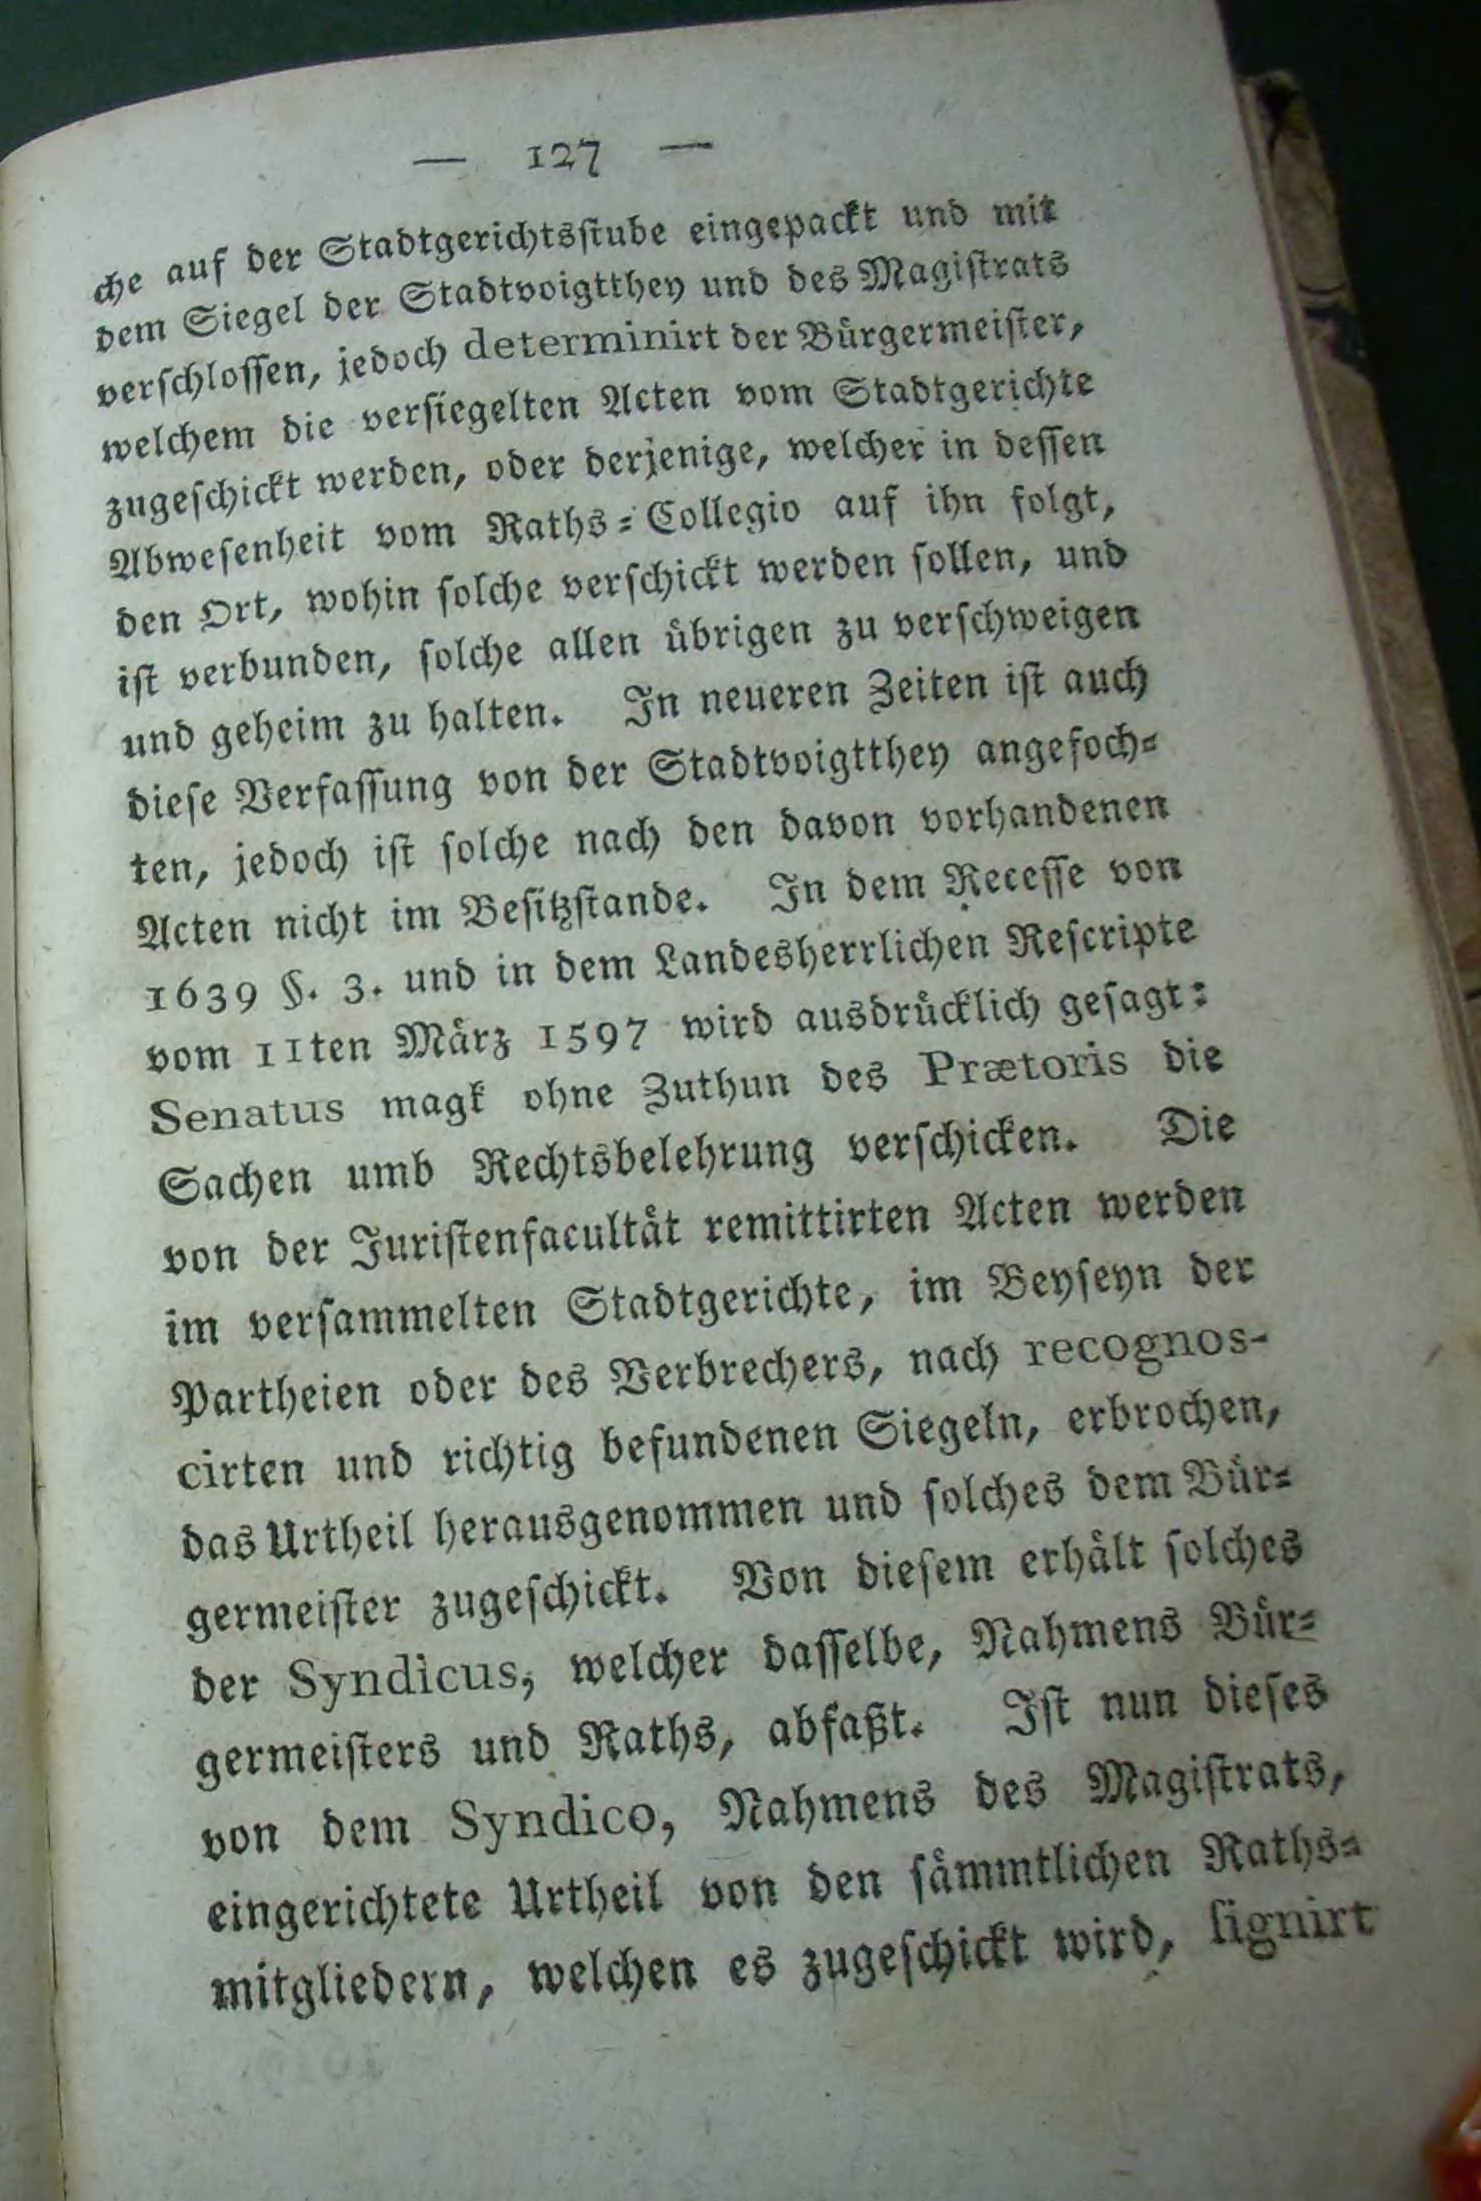 — 127 —
che auf der Stadtgerichtsſtube eingepackt und mit
dem Siegel der Stadtvoigtthey und des Magiſtrats
verſchloſſen, jedoch determinirt der Bürgermeiſter,
welchem die verſiegelten Acten vom Stadtgerichte
zugeſchickt werden, oder derjenige, welcher in deſſen
Abweſenheit vom Raths=Collegio auf ihn folgt,
den Ort, wohin ſolche verſchickt werden ſollen, und
iſt verbunden, ſolche allen übrigen zu verſchweigen
und geheim zu halten. In neueren Zeiten iſt auch
dieſe Verfaſſung von der Stadtvoigtthey angefoch=
ten, jedoch iſt ſolche nach den davon vorhandenen
Acten nicht im Beſitzſtande. In dem Receſſe von
1639 §. 3. und in dem Landesherrlichen Reſcripte
vom 11ten März 1597 wird ausdrücklich geſagt:
Senatus magk ohne Zuthun des Prætoris die
Sachen umb Rechtsbelehrung verſchicken. Die
von der Juriſtenfacultät remittirten Acten werden
im verſammelten Stadtgerichte, im Beyſeyn der
Partheien oder des Verbrechers, nach recognos-
cirten und richtig befundenen Siegeln, erbrochen,
das Urtheil herausgenommen und ſolches dem Bür=
germeiſter zugeſchickt. Von dieſem erhält ſolches
der Syndicus, welcher daſſelbe, Nahmens Bür=
germeiſters und Raths, abfaßt. Iſt nun dieſes
von dem Syndico, Nahmens des Magiſtrats,
eingerichtete Urtheil von den ſämmtlichen Raths=
mitgliedern, welchen es zugeſchickt wird, ſignirt